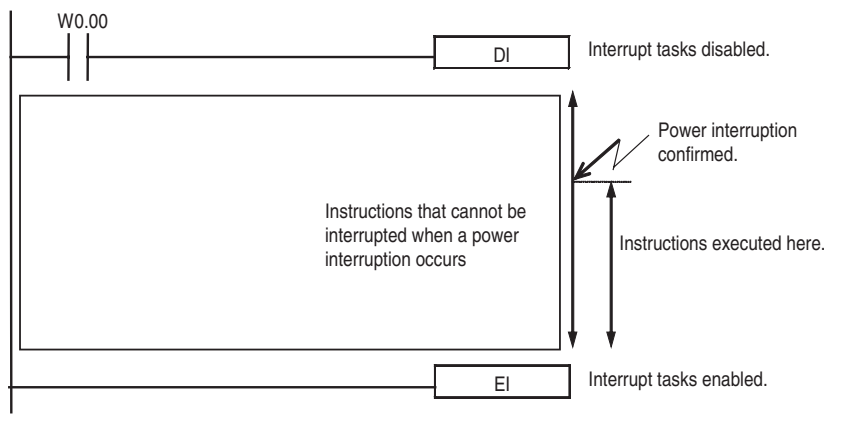 W0.00
DI
Interrupt tasks disabled.
Power interruption
confirmed.
Instructions that cannot be
interrupted when a power
interruption occurs
Instructions executed here.
EI
Interrupt tasks enabled.